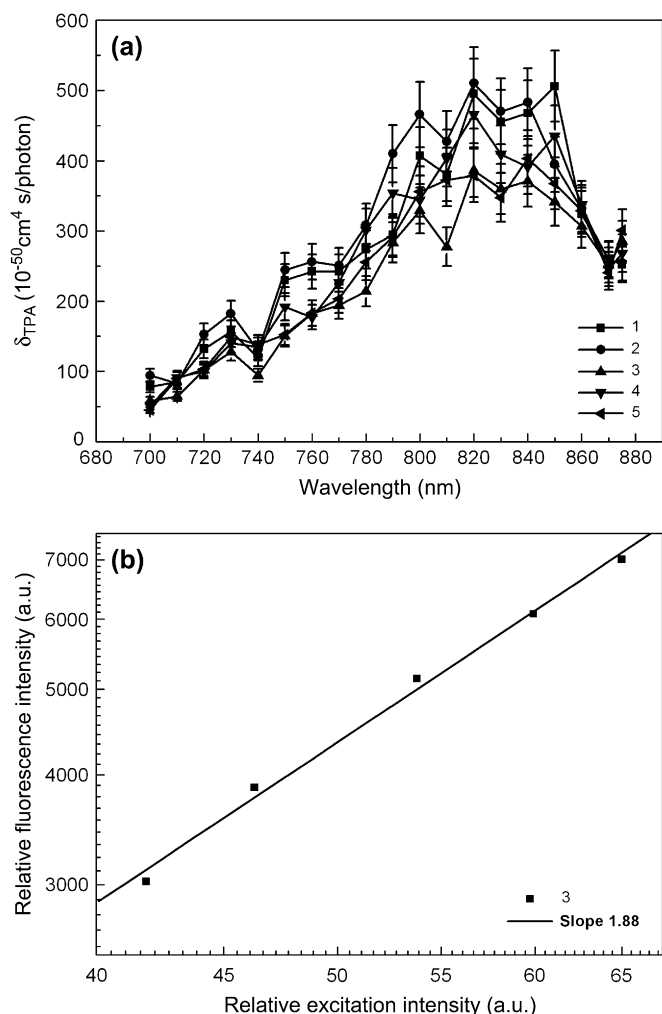 (a)
600
500
400
300
200
100
0
δTPA (10⁻⁵⁰cm⁴ s/photon)
1
2
3
4
5
680 700 720 740 760 780 800 820 840 860 880
Wavelength (nm)
(b)
7000
6000
5000
4000
3000
Relative fluorescence intensity (a.u.)
3
Slope 1.88
40 45 50 55 60 65
Relative excitation intensity (a.u.)